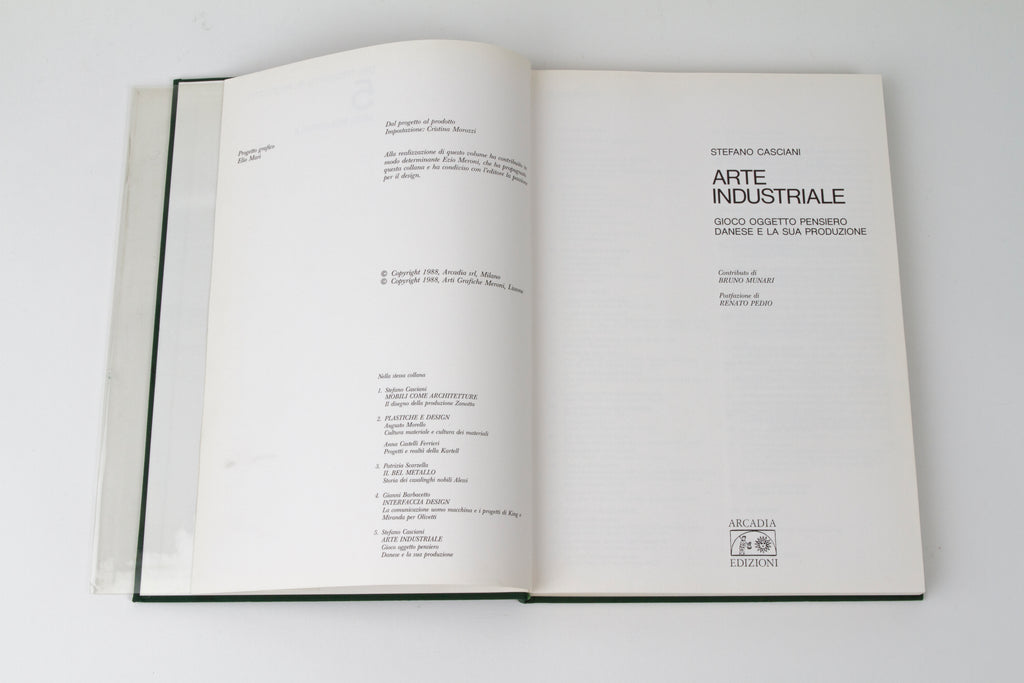 Progetto grafico
Elio Mari
Dal progetto al prodotto
Impostazione: Cristina Morozzi
Alla realizzazione di questo volume ha contribuito in
modo determinante Ezio Meroni, che ha propugnato
questa collana e ha condiviso con l'editore la passione
per il design.
© Copyright 1988, Arcadia srl, Milano
© Copyright 1988, Arti Grafiche Meroni, Lissone
Nella stessa collana
1. Stefano Casciani
MOBILI COME ARCHITETTURE
Il disegno della produzione Zanotta
2. PLASTICHE E DESIGN
Augusto Morello
Cultura materiale e cultura dei materiali
Anna Castelli Ferrieri
Progetti e realtà della Kartell
3. Patrizia Scarzella
IL BEL METALLO
Storia dei casalinghi nobili Alessi
4. Gianni Barbacetto
INTERFACCIA DESIGN
La comunicazione uomo macchina e i progetti di King e
Miranda per Olivetti
5. Stefano Casciani
ARTE INDUSTRIALE
Gioco oggetto pensiero
Danese e la sua produzione
STEFANO CASCIANI
ARTE
INDUSTRIALE
GIOCO OGGETTO PENSIERO
DANESE E LA SUA PRODUZIONE
Contributo di
BRUNO MUNARI
Postfazione di
RENATO PEDIO
ARCADIA
EDIZIONI